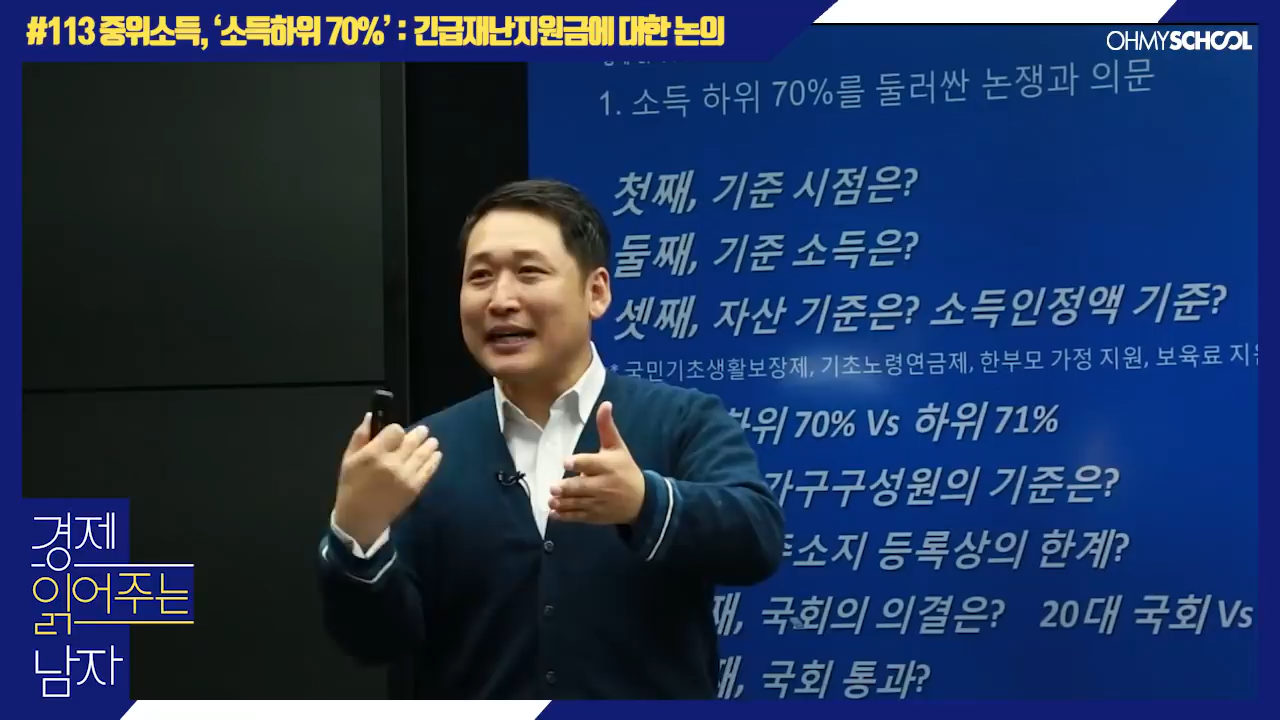 #113 중위소득, ‘소득하위 70%’ : 긴급재난지원금에 대한 논의
OHMYSCHOOL
1. 소득 하위 70%를 둘러싼 논쟁과 의문
첫째, 기준 시점은?
둘째, 기준 소득은?
셋째, 자산 기준은? 소득인정액 기준?
* 국민기초생활보장제, 기초노령연금제, 한부모 가정 지원, 보육료
하위 70% Vs 하위 71%
가구구성원의 기준은?
주소지 등록상의 한계?
째, 국회의 의결은? 20대 국회 Vs
째, 국회 통과?
경제
읽어주는
남자